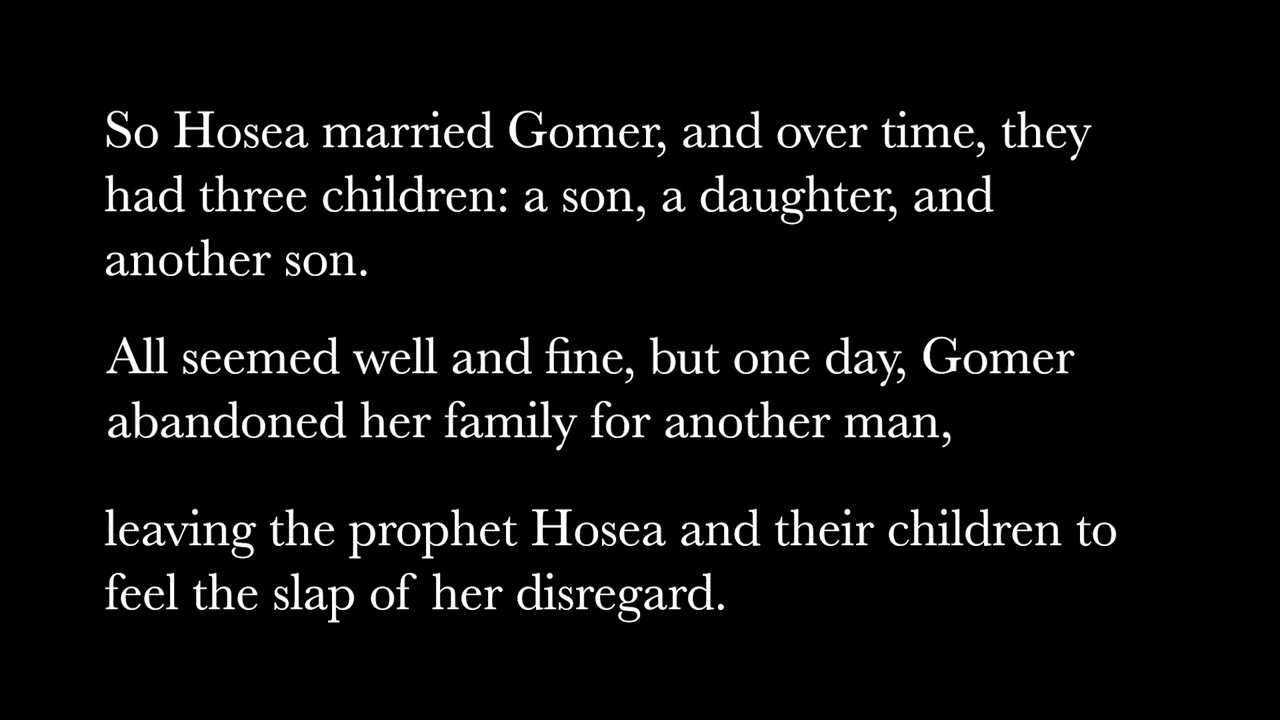 So Hosea married Gomer, and over time, they
had three children: a son, a daughter, and
another son.
All seemed well and fine, but one day, Gomer
abandoned her family for another man,
leaving the prophet Hosea and their children to
feel the slap of her disregard.